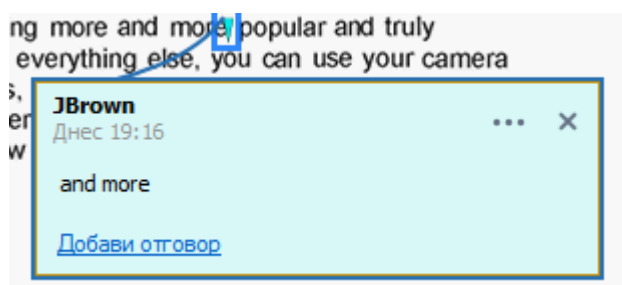 ng more and more popular and truly
everything else, you can use your camera
s,
er
w
JBrown
Днес 19:16
and more
Добави отговор